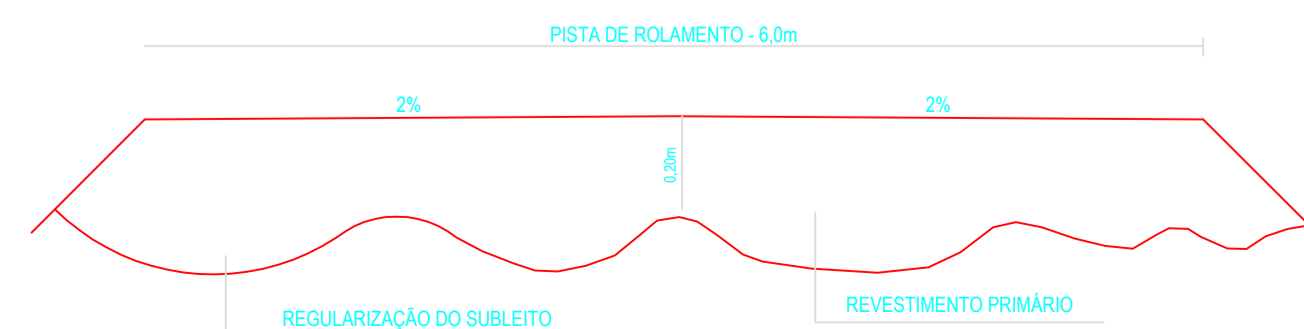 PISTA DE ROLAMENTO - 6,0m
2%
2%
0,20m
REVESTIMENTO PRIMÁRIO
REGULARIZAÇÃO DO SUBLEITO